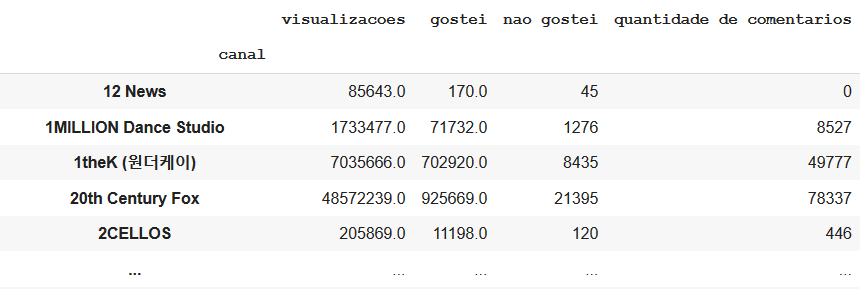 visualizacoes gostei nao gostei quantidade de comentarios
canal
12 News 85643.0 170.0 45 0
1MILLION Dance Studio 1733477.0 71732.0 1276 8527
1theK (원더케이) 7035666.0 702920.0 8435 49777
20th Century Fox 48572239.0 925669.0 21395 78337
2CELLOS 205869.0 11198.0 120 446
... ... ... ... ...